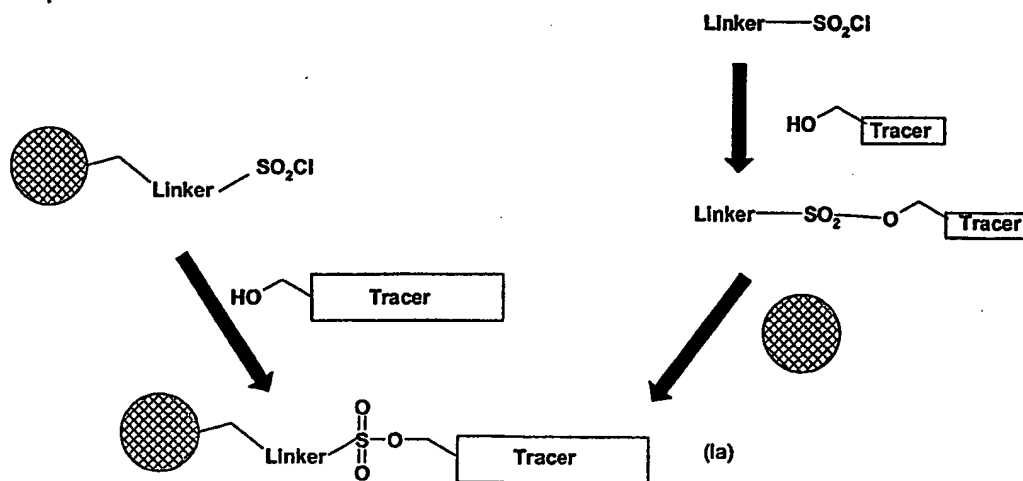 Linker—SO2Cl
HO Tracer
SO2Cl
Linker
Linker—SO2—O Tracer
HO Tracer
O
Linker S O Tracer (Ia)
O